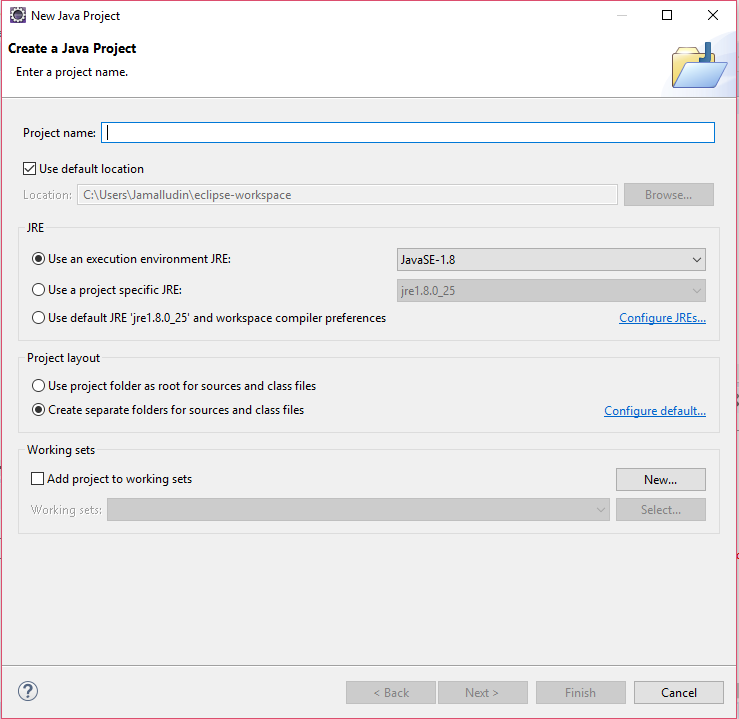 New Java Project
Create a Java Project
Enter a project name.
Project name:
Use default location
Location: C:\Users\Jamalludin\eclipse-workspace Browse...
JRE
Use an execution environment JRE: JavaSE-1.8
Use a project specific JRE: jre1.8.0_25
Use default JRE 'jre1.8.0_25' and workspace compiler preferences Configure JREs...
Project layout
Use project folder as root for sources and class files
Create separate folders for sources and class files Configure default...
Working sets
Add project to working sets New...
Working sets: Select...
? < Back Next > Finish Cancel